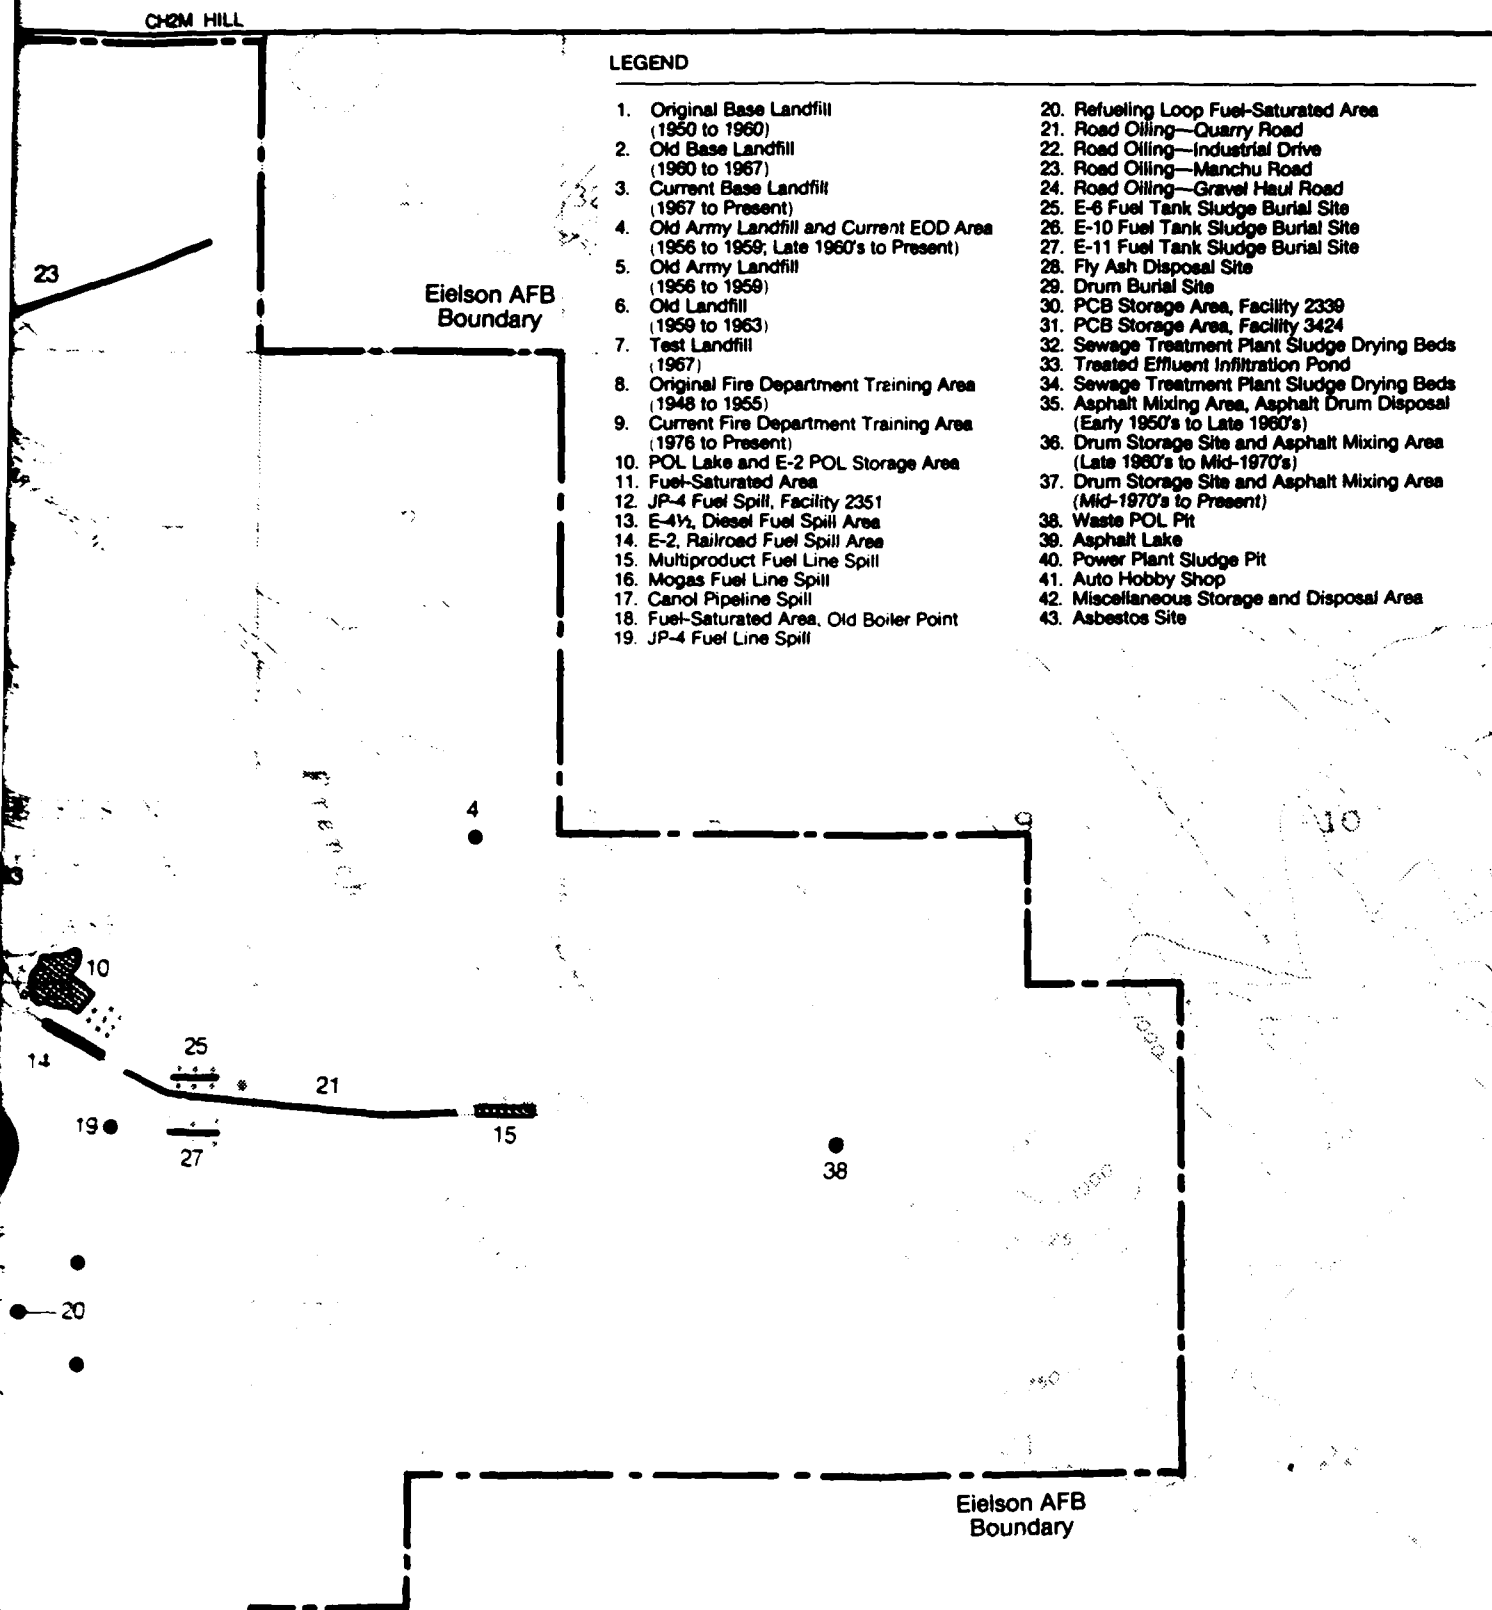 CH2M HILL
LEGEND
1. Original Base Landfill
(1950 to 1960)
2. Old Base Landfill
(1960 to 1967)
3. Current Base Landfill
(1967 to Present)
4. Old Army Landfill and Current EOD Area
(1956 to 1959; Late 1960's to Present)
5. Old Army Landfill
(1956 to 1959)
6. Old Landfill
(1959 to 1963)
7. Test Landfill
(1967)
8. Original Fire Department Training Area
(1948 to 1955)
9. Current Fire Department Training Area
(1976 to Present)
10. POL Lake and E-2 POL Storage Area
11. Fuel-Saturated Area
12. JP-4 Fuel Spill, Facility 2351
13. E-4½, Diesel Fuel Spill Area
14. E-2, Railroad Fuel Spill Area
15. Multiproduct Fuel Line Spill
16. Mogas Fuel Line Spill
17. Canol Pipeline Spill
18. Fuel-Saturated Area, Old Boiler Point
19. JP-4 Fuel Line Spill
20. Refueling Loop Fuel-Saturated Area
21. Road Oiling—Quarry Road
22. Road Oiling—Industrial Drive
23. Road Oiling—Manchu Road
24. Road Oiling—Gravel Haul Road
25. E-6 Fuel Tank Sludge Burial Site
26. E-10 Fuel Tank Sludge Burial Site
27. E-11 Fuel Tank Sludge Burial Site
28. Fly Ash Disposal Site
29. Drum Burial Site
30. PCB Storage Area, Facility 2339
31. PCB Storage Area, Facility 3424
32. Sewage Treatment Plant Sludge Drying Beds
33. Treated Effluent Infiltration Pond
34. Sewage Treatment Plant Sludge Drying Beds
35. Asphalt Mixing Area, Asphalt Drum Disposal
(Early 1950's to Late 1960's)
36. Drum Storage Site and Asphalt Mixing Area
(Late 1960's to Mid-1970's)
37. Drum Storage Site and Asphalt Mixing Area
(Mid-1970's to Present)
38. Waste POL Pit
39. Asphalt Lake
40. Power Plant Sludge Pit
41. Auto Hobby Shop
42. Miscellaneous Storage and Disposal Area
43. Asbestos Site
23
Eielson AFB
Boundary
French
4
9
10
3
10
14
25
21
19
27
15
38
1000
20
Eielson AFB
Boundary